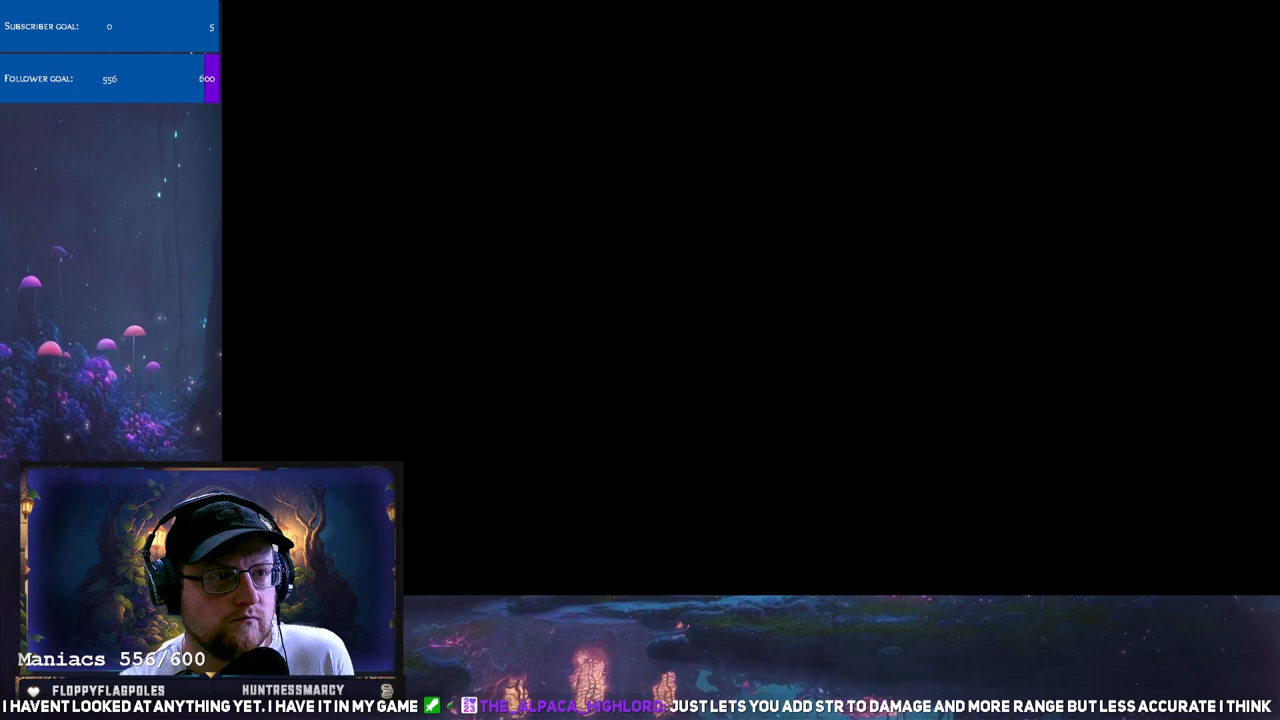 Subscriber goal: 0 5
Follower goal: 556 600
Maniacs 556/600
FLOPPYFLAGPOLES HUNTRESSMARCY
I HAVENT LOOKED AT ANYTHING YET. I HAVE IT IN MY GAME THE_ALPACA_HIGHLORD: JUST LETS YOU ADD STR TO DAMAGE AND MORE RANGE BUT LESS ACCURATE I THINK